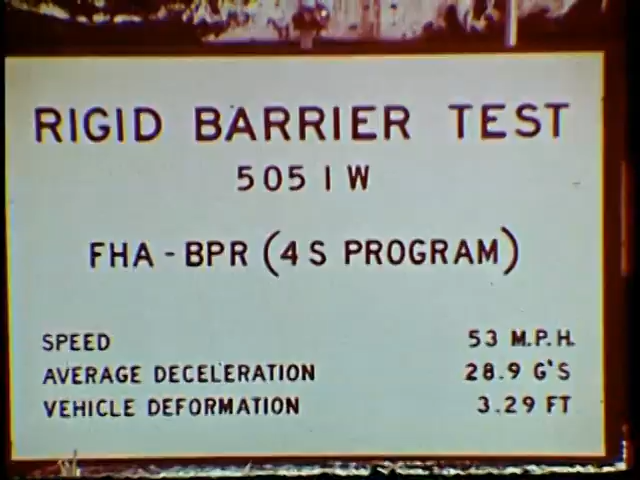 RIGID BARRIER TEST
505 I W
FHA - BPR (4 S PROGRAM)
SPEED 53 M.P.H.
AVERAGE DECELERATION 28.9 G'S
VEHICLE DEFORMATION 3.29 FT